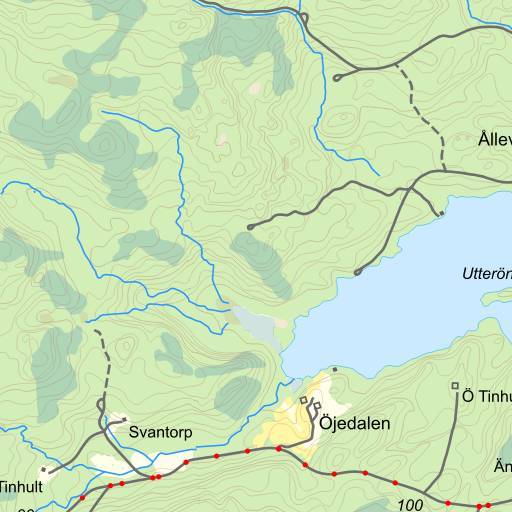 Ållev
Utterön
Ö Tinhu
Öjedalen
Svantorp
Än
Tinhult
100